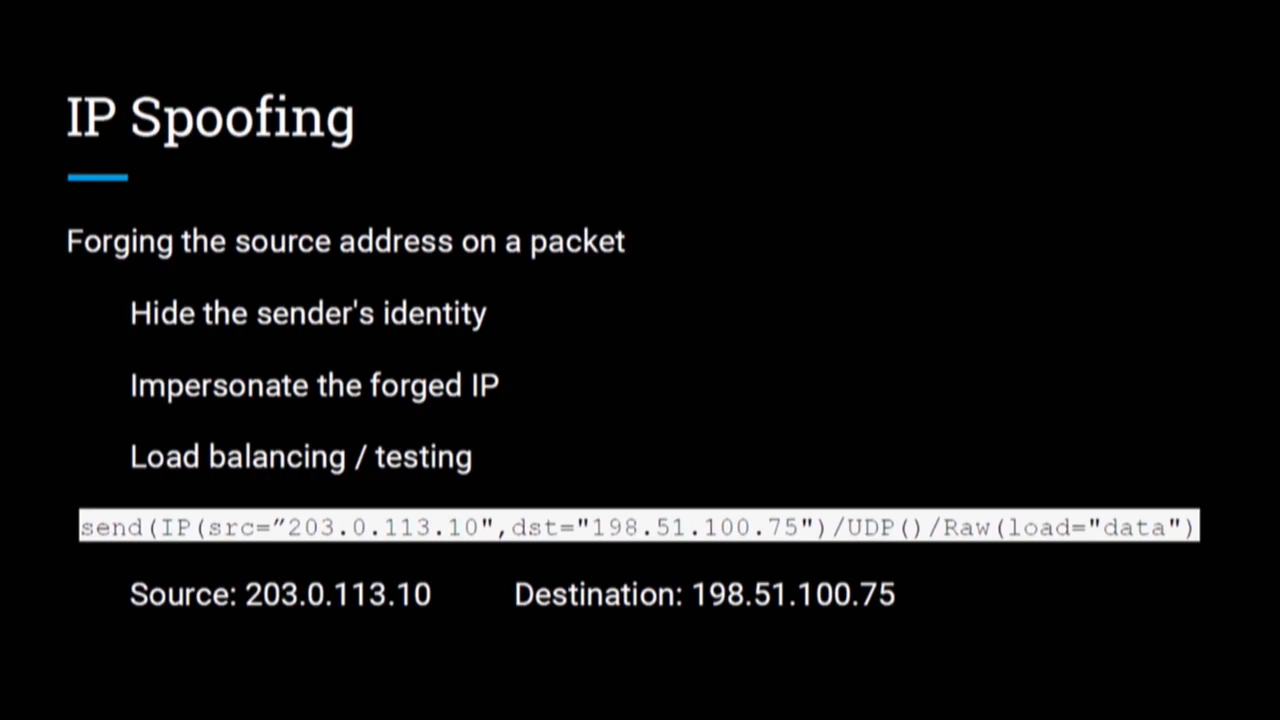 IP Spoofing
Forging the source address on a packet
Hide the sender's identity
Impersonate the forged IP
Load balancing / testing
send(IP(src=”203.0.113.10",dst="198.51.100.75")/UDP()/Raw(load="data")
Source: 203.0.113.10 Destination: 198.51.100.75